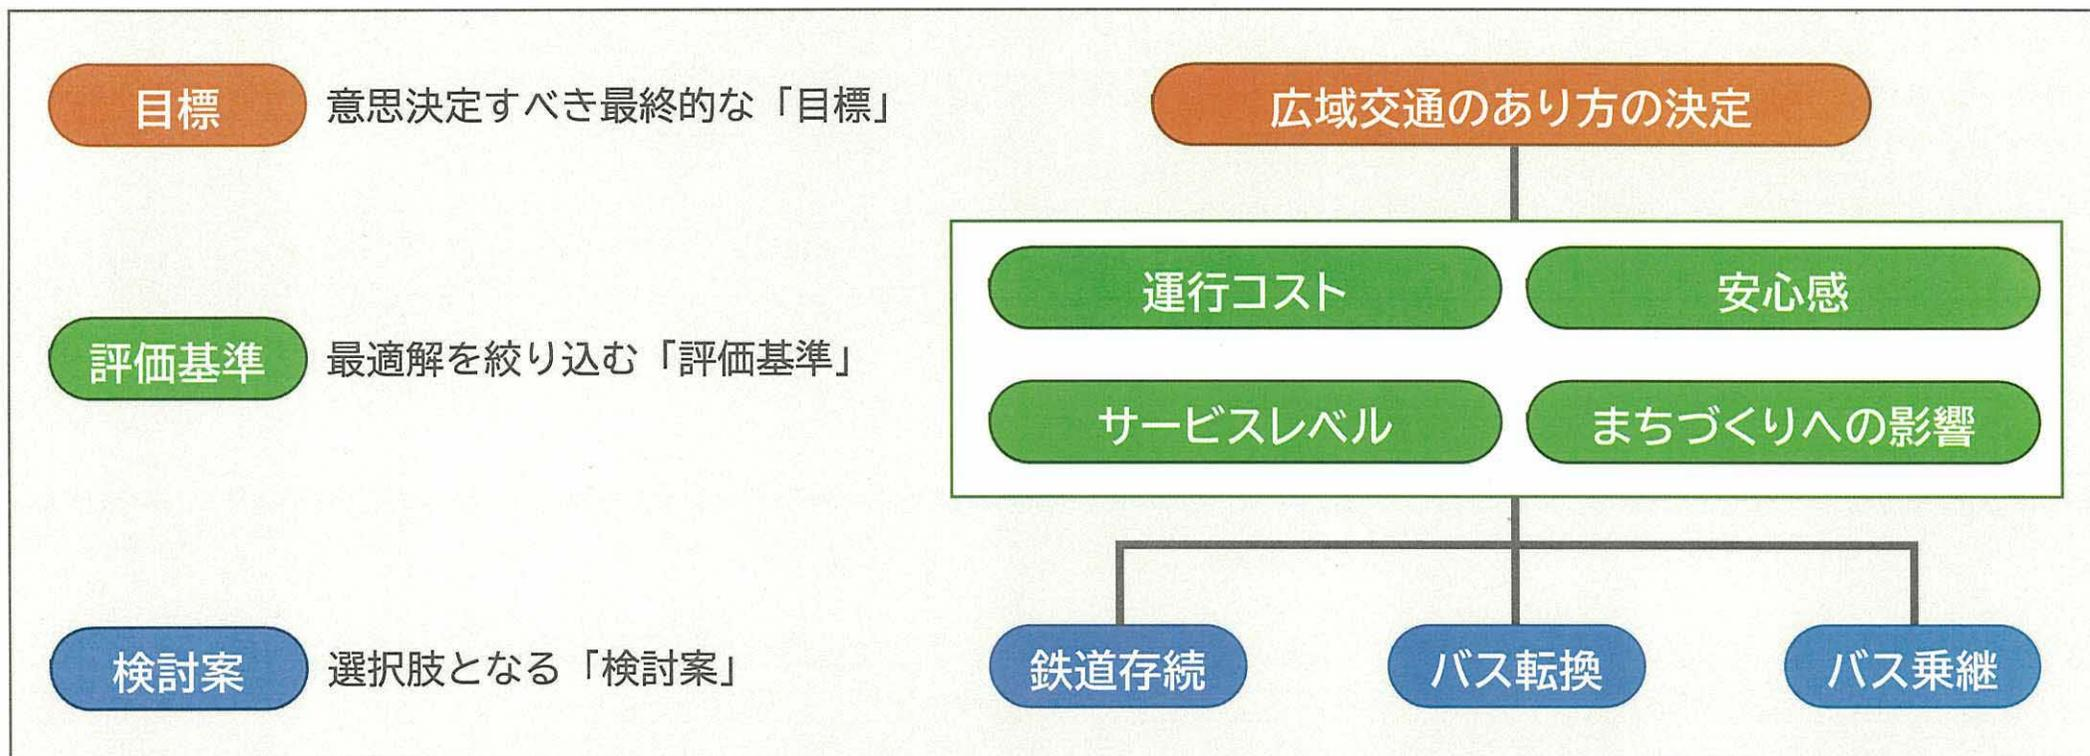 目標 意思決定すべき最終的な「目標」
広域交通のあり方の決定
評価基準 最適解を絞り込む「評価基準」
運行コスト 安心感
サービスレベル まちづくりへの影響
検討案 選択肢となる「検討案」
鉄道存続 バス転換 バス乗継